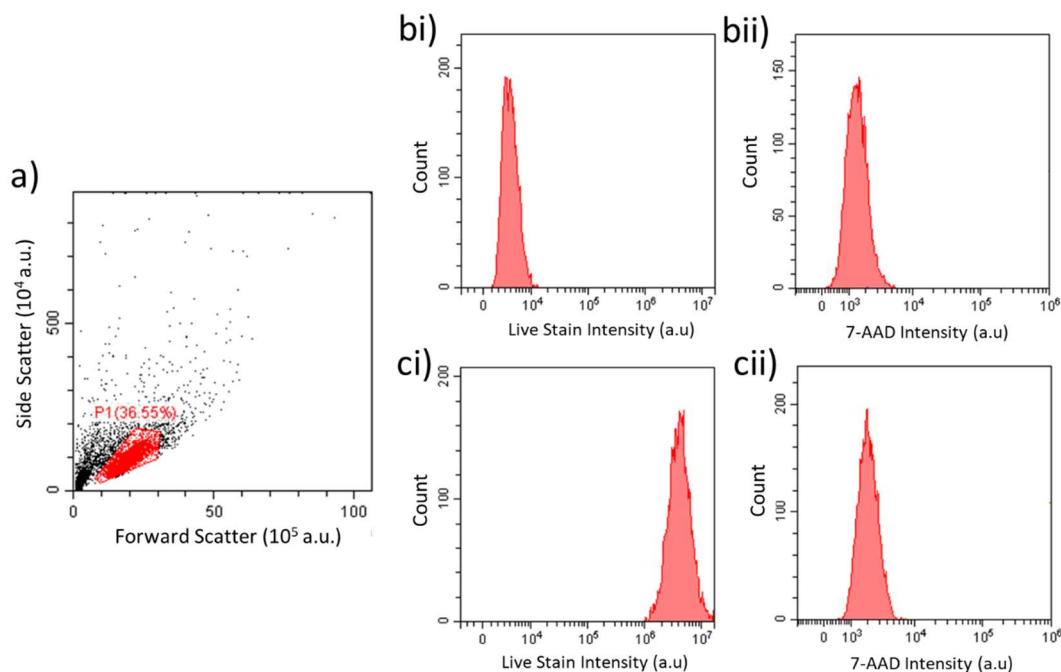 a)
Side Scatter (10⁴ a.u.)
500
0
P1(36.55%)
0
50
100
Forward Scatter (10⁵ a.u.)
bi)
Count
200
100
0
0
10⁴
10⁵
10⁶
10⁷
Live Stain Intensity (a.u)
bii)
Count
150
100
50
0
0
10³
10⁴
10⁵
10⁶
7-AAD Intensity (a.u)
ci)
Count
200
100
0
0
10⁴
10⁵
10⁶
10⁷
Live Stain Intensity (a.u)
cii)
Count
200
100
0
0
10³
10⁴
10⁵
10⁶
7-AAD Intensity (a.u)